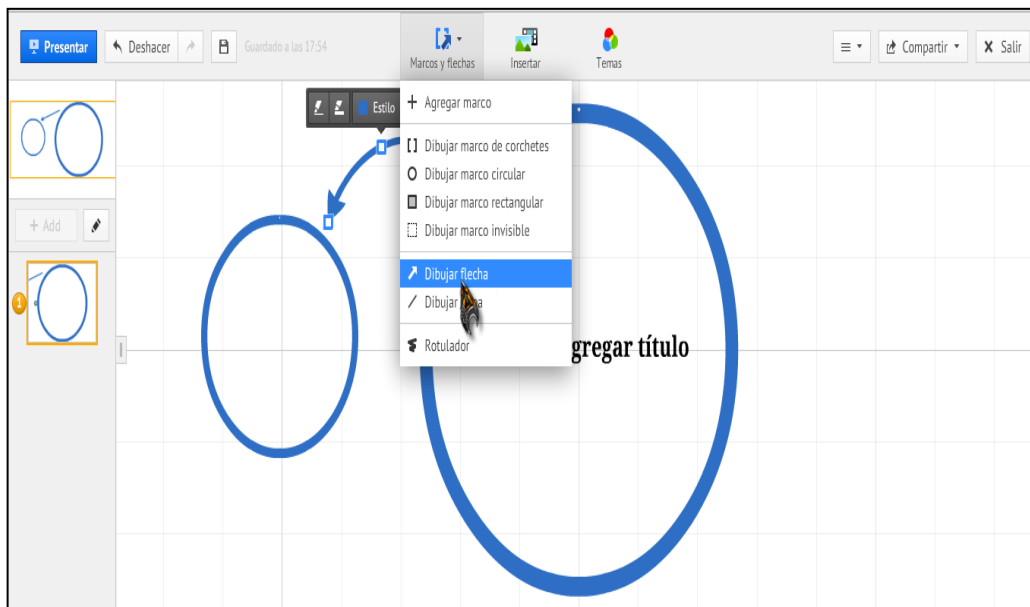 Presentar
Deshacer
Guardado a las 17:54
Marcos y flechas
Insertar
Temas
Compartir
Salir
Estilo
Agregar marco
Dibujar marco de corchetes
Dibujar marco circular
Dibujar marco rectangular
Dibujar marco invisible
Dibujar flecha
Dibujar
Rotulador
+ Add
1
gregar título